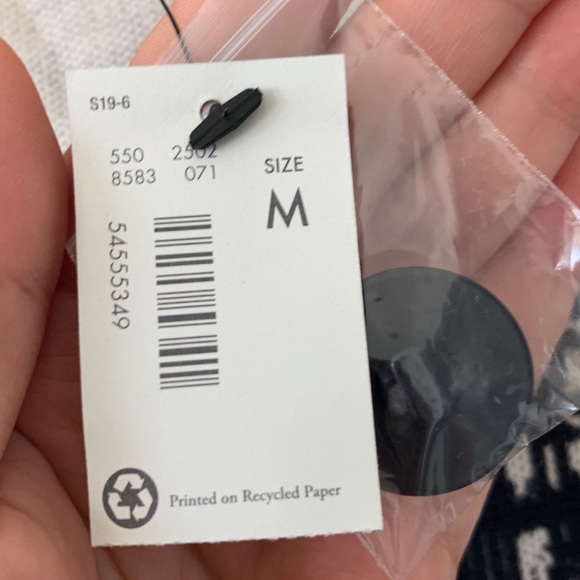 S19-6
550 2502
8583 071
SIZE
M
54555349
Printed on Recycled Paper